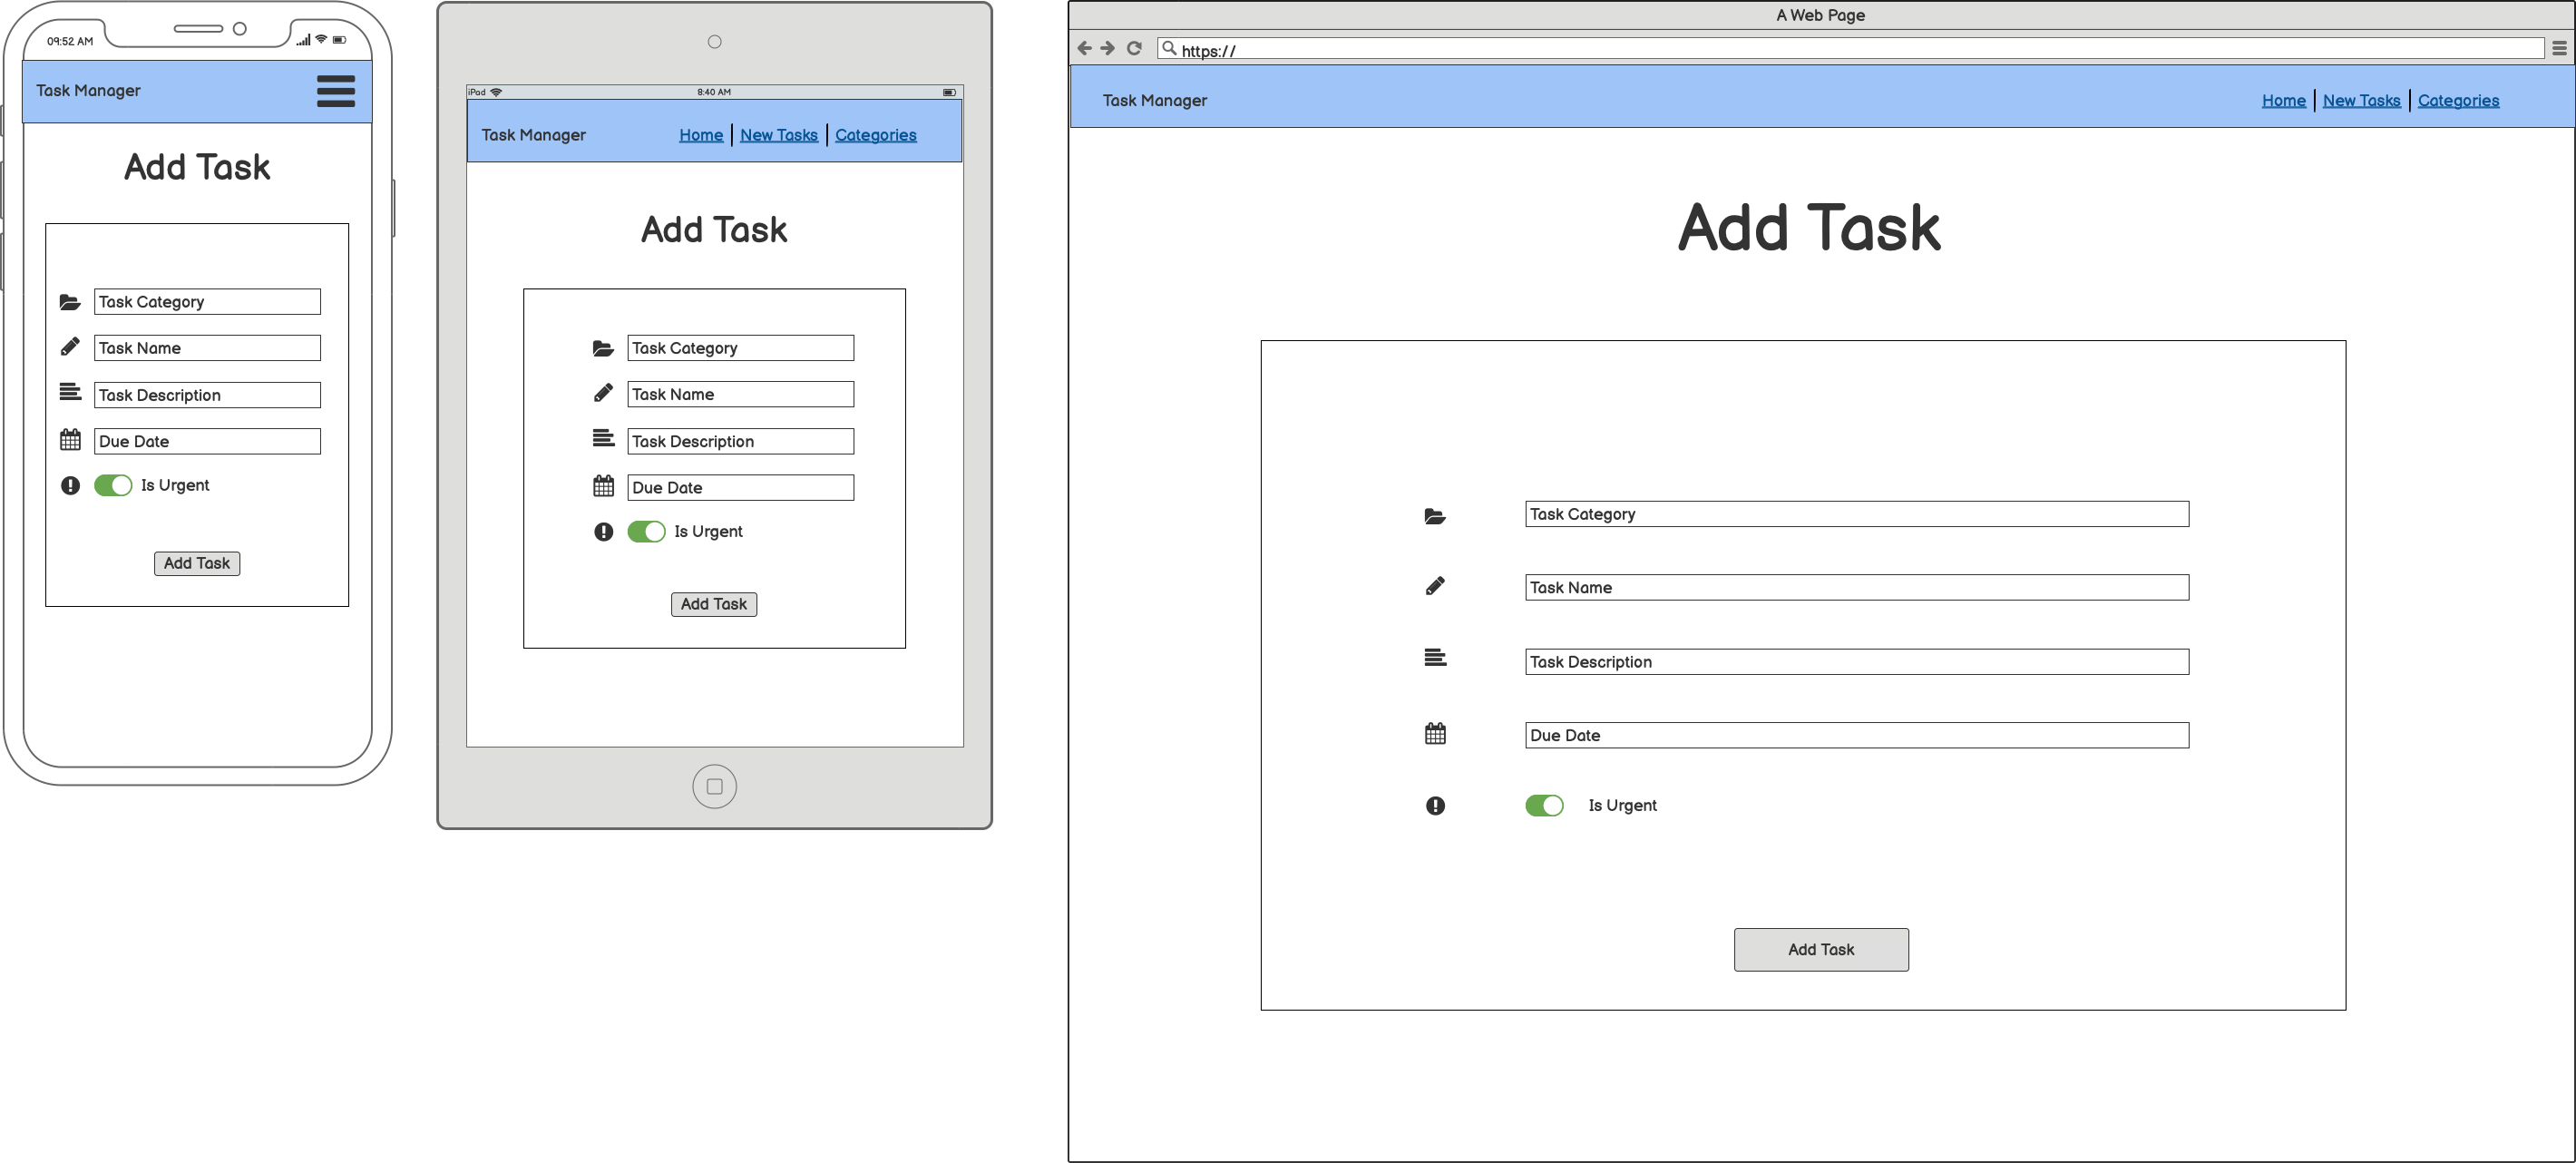 09:52 AM
Task Manager
Add Task
Task Category
Task Name
Task Description
Due Date
Is Urgent
Add Task
iPad 8:40 AM
Task Manager Home New Tasks Categories
Add Task
Task Category
Task Name
Task Description
Due Date
Is Urgent
Add Task
A Web Page
https://
Task Manager Home New Tasks Categories
Add Task
Task Category
Task Name
Task Description
Due Date
Is Urgent
Add Task